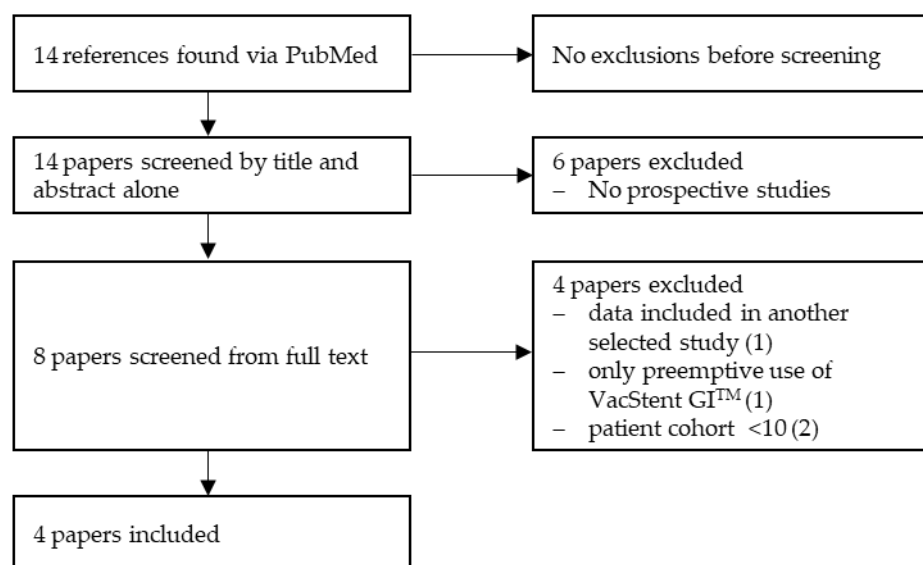 14 references found via PubMed
No exclusions before screening
14 papers screened by title and
abstract alone
6 papers excluded
– No prospective studies
8 papers screened from full text
4 papers excluded
– data included in another
selected study (1)
– only preemptive use of
VacStent GI™ (1)
– patient cohort <10 (2)
4 papers included